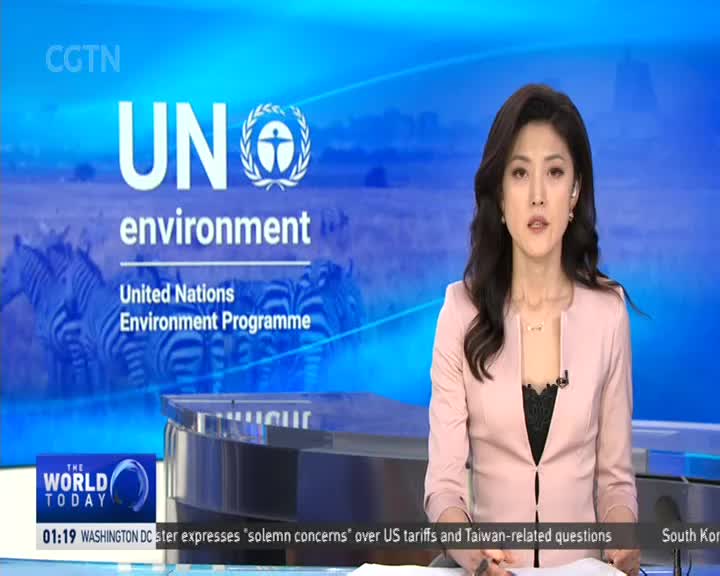 CGTN
UN
environment
United Nations
Environment Programme
THE
WORLD
TODAY
01:19 WASHINGTON DC ster expresses "solemn concerns" over US tariffs and Taiwan-related questions South Kor